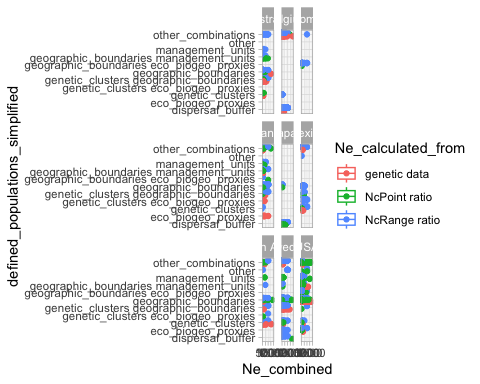 other_combinations
other
management_units
geographic_boundaries management_units
geographic_boundaries eco_biogeo_proxies
geographic_boundaries
genetic_clusters geographic_boundaries
genetic_clusters eco_biogeo_proxies
genetic_clusters
eco_biogeo_proxies
dispersal_buffer
other_combinations
other
management_units
geographic_boundaries management_units
geographic_boundaries eco_biogeo_proxies
geographic_boundaries
genetic_clusters geographic_boundaries
genetic_clusters eco_biogeo_proxies
genetic_clusters
eco_biogeo_proxies
dispersal_buffer
USA
other_combinations
other
management_units
geographic_boundaries management_units
geographic_boundaries eco_biogeo_proxies
geographic_boundaries
genetic_clusters geographic_boundaries
genetic_clusters eco_biogeo_proxies
genetic_clusters
eco_biogeo_proxies
dispersal_buffer
defined_populations_simplified
Ne_combined
Ne_calculated_from
genetic data
NcPoint ratio
NcRange ratio